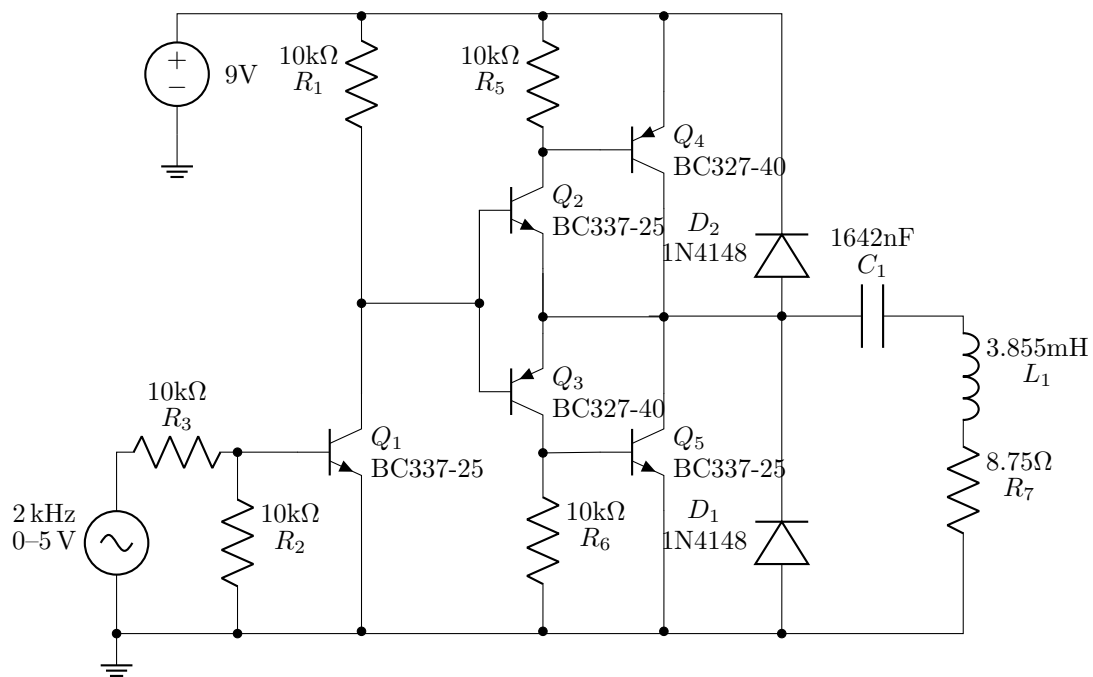 10kΩ
R₁
10kΩ
R₅
+
−
9V
Q₄
BC327-40
Q₂
BC337-25
D₂
1N4148
1642nF
C₁
3.855mH
L₁
Q₃
BC327-40
10kΩ
R₃
Q₁
BC337-25
Q₅
BC337-25
8.75Ω
R₇
2 kHz
0–5 V
10kΩ
R₂
10kΩ
R₆
D₁
1N4148